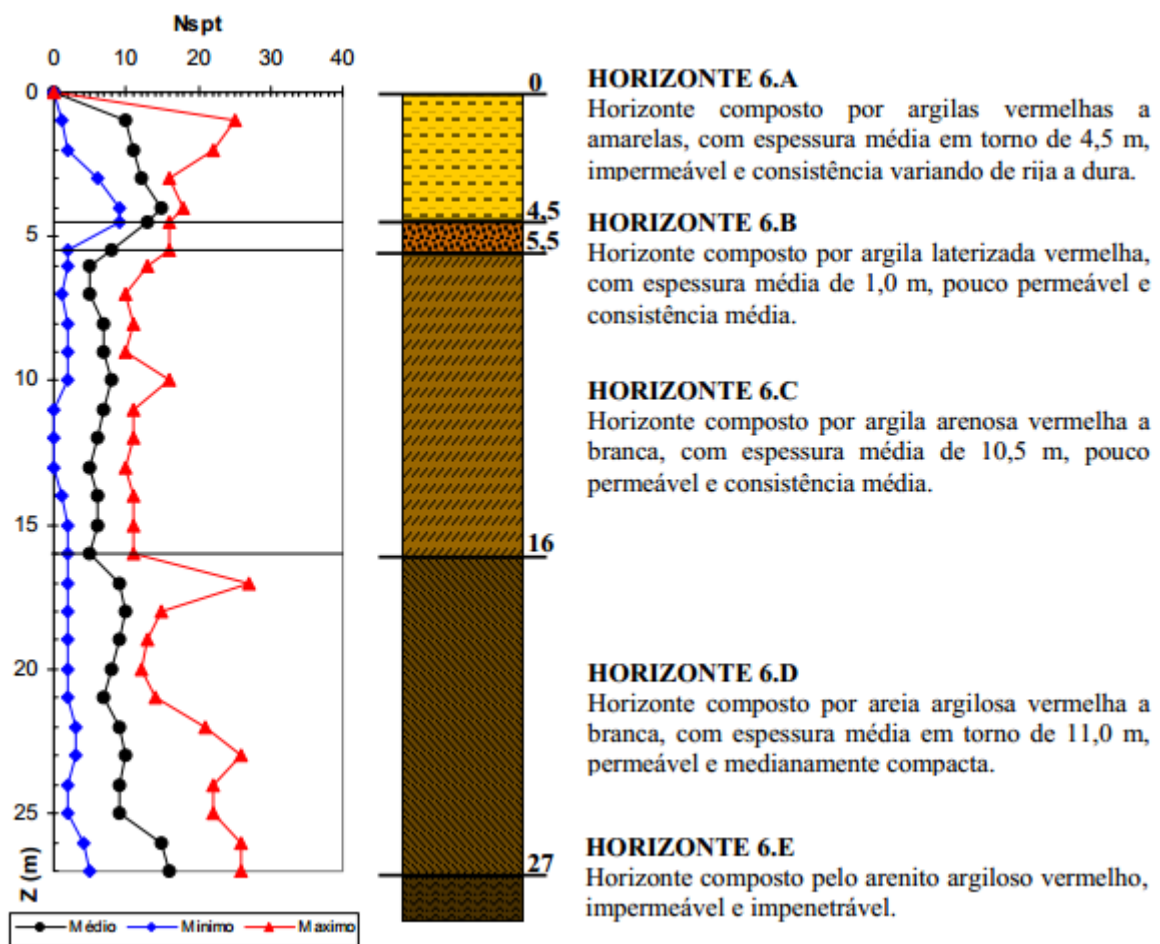 Nspt
0 10 20 30 40
0
5
10
15
20
25
Z (m)
Médio Minimo Maximo
0
4,5
5,5
16
27
HORIZONTE 6.A
Horizonte composto por argilas vermelhas a
amarelas, com espessura média em torno de 4,5 m,
impermeável e consistência variando de rija a dura.
HORIZONTE 6.B
Horizonte composto por argila laterizada vermelha,
com espessura média de 1,0 m, pouco permeável e
consistência média.
HORIZONTE 6.C
Horizonte composto por argila arenosa vermelha a
branca, com espessura média de 10,5 m, pouco
permeável e consistência média.
HORIZONTE 6.D
Horizonte composto por areia argilosa vermelha a
branca, com espessura média em torno de 11,0 m,
permeável e medianamente compacta.
HORIZONTE 6.E
Horizonte composto pelo arenito argiloso vermelho,
impermeável e impenetrável.